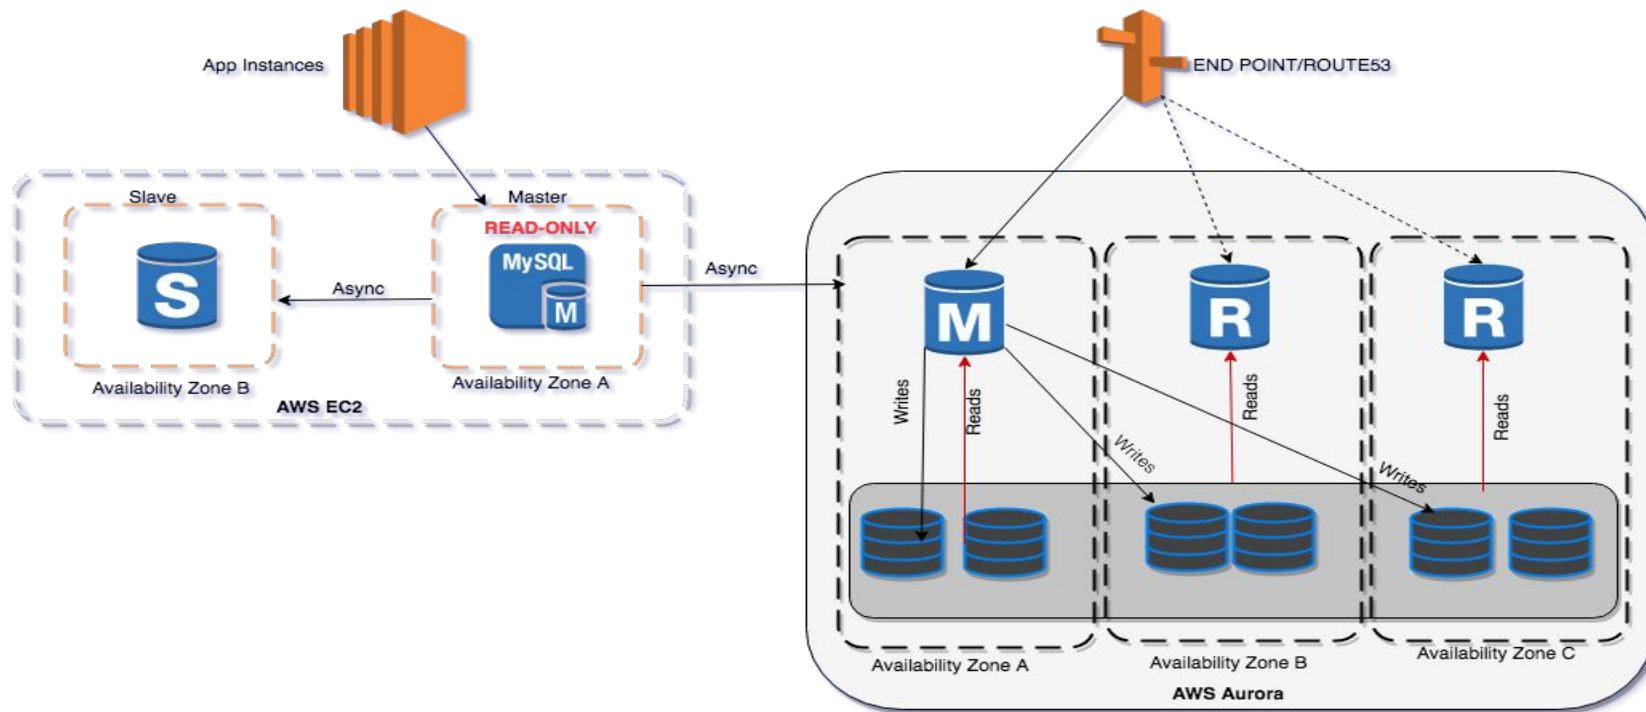 App Instances
END POINT/ROUTE53
Slave
Master
READ-ONLY
MySQL
M
S
Async
Async
Availability Zone B
Availability Zone A
AWS EC2
M
R
R
Writes
Reads
Writes
Reads
Writes
Reads
Availability Zone A
Availability Zone B
Availability Zone C
AWS Aurora